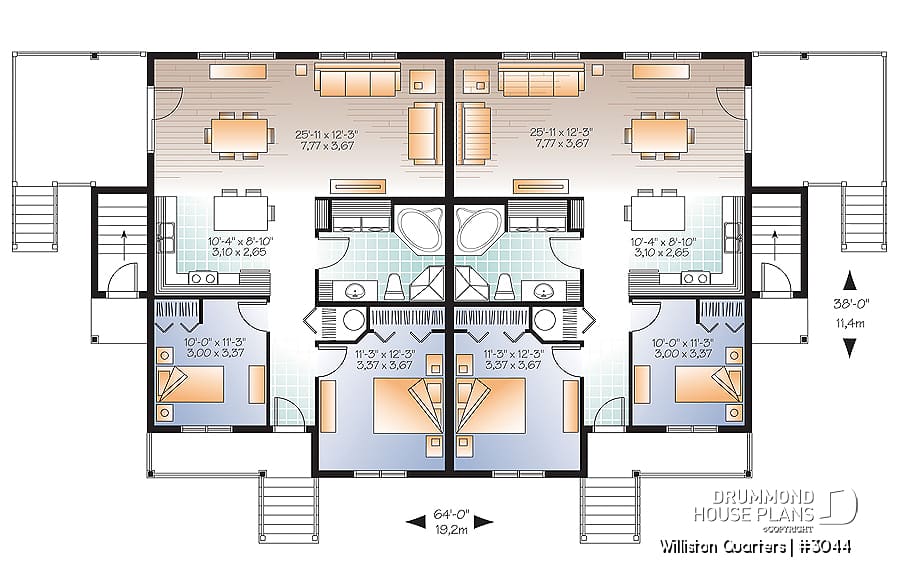 25'-11 x 12'-3"
7,77 x 3,67
25'-11 x 12'-3"
7,77 x 3,67
10'-4" x 8'-10"
3,10 x 2,65
10'-4" x 8'-10"
3,10 x 2,65
38'-0"
11,4m
10'-0" x 11'-3"
3,00 x 3,37
11'-3" x 12'-3"
3,37 x 3,67
11'-3" x 12'-3"
3,37 x 3,67
10'-0" x 11'-3"
3,00 x 3,37
64'-0"
19,2m
DRUMMOND
HOUSE PLANS
©COPYRIGHT
Williston Quarters | #3044